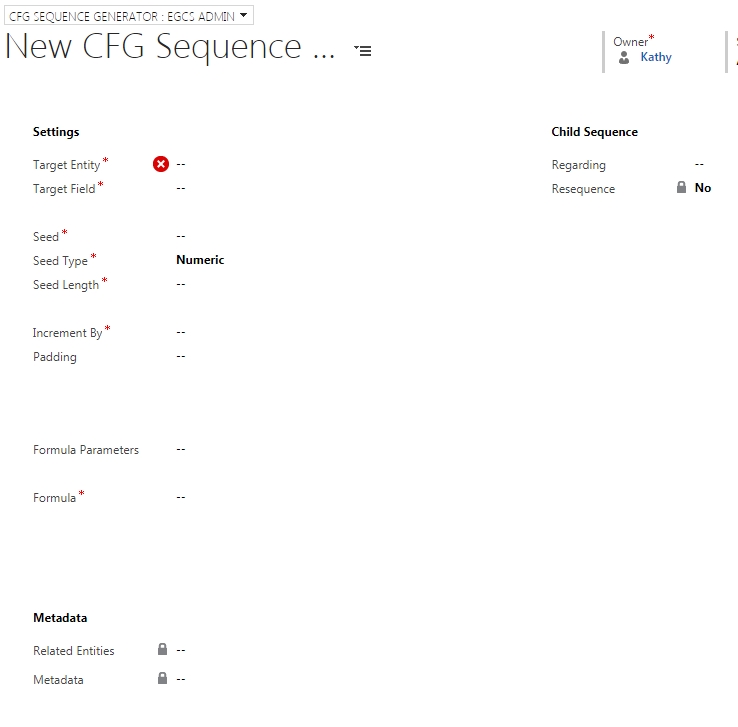 CFG SEQUENCE GENERATOR : EGCS ADMIN
New CFG Sequence ...
Owner*
Kathy
Settings
Child Sequence
Target Entity* --
Regarding --
Target Field* --
Resequence No
Seed* --
Seed Type* Numeric
Seed Length* --
Increment By* --
Padding --
Formula Parameters --
Formula* --
Metadata
Related Entities --
Metadata --